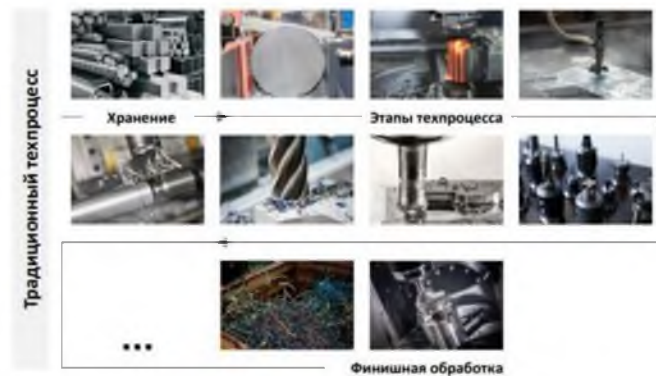 Традиционный техпроцесс
Хранение
Этапы техпроцесса
...
Финишная обработка